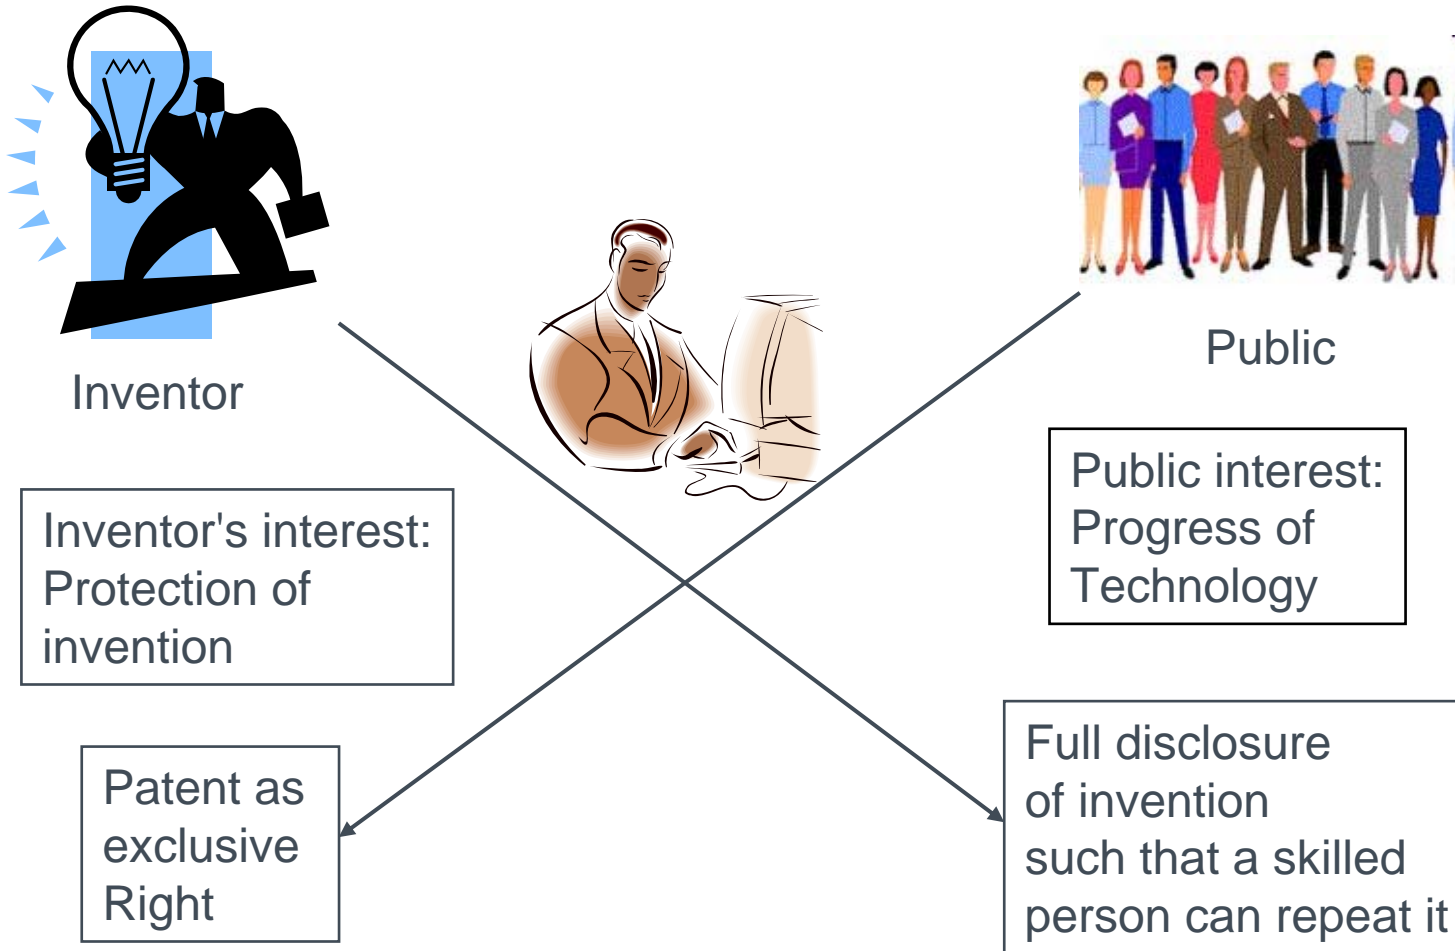 Inventor
Public
Inventor's interest:
Protection of
invention
Public interest:
Progress of
Technology
Patent as
exclusive
Right
Full disclosure
of invention
such that a skilled
person can repeat it